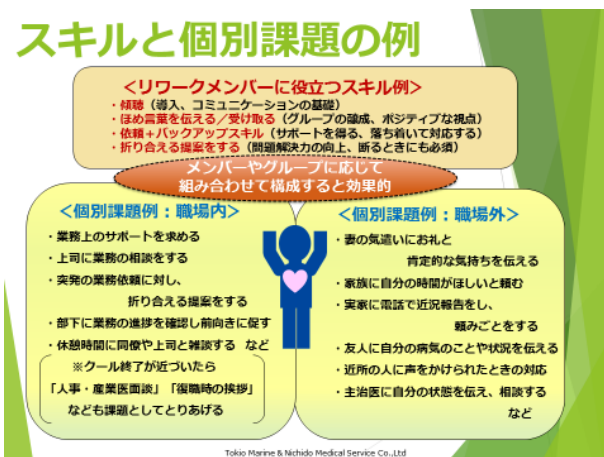 スキルと個別課題の例
＜リワークメンバーに役立つスキル例＞
・傾聴（導入、コミュニケーションの基礎）
・ほめ言葉を伝える／受け取る（グループの醸成、ポジティブな視点）
・依頼＋バックアップスキル（サポートを得る、落ち着いて対応する）
・折り合える提案をする（問題解決力の向上、断るときにも必須）
メンバーやグループに応じて
組み合わせて構成すると効果的
＜個別課題例：職場内＞
・業務上のサポートを求める
・上司に業務の相談をする
・突発の業務依頼に対し、
折り合える提案をする
・部下に業務の進捗を確認し前向きに促す
・休憩時間に同僚や上司と雑談する など
※クール終了が近づいたら
「人事・産業医面談」「復職時の挨拶」
なども課題としてとりあげる
＜個別課題例：職場外＞
・妻の気遣いにお礼と
肯定的な気持ちを伝える
・家族に自分の時間がほしいと頼む
・実家に電話で近況報告をし、
頼みごとをする
・友人に自分の病気のことや状況を伝える
・近所の人に声をかけられたときの対応
・主治医に自分の状態を伝え、相談する
など
Tokio Marine & Nichido Medical Service Co.,Ltd